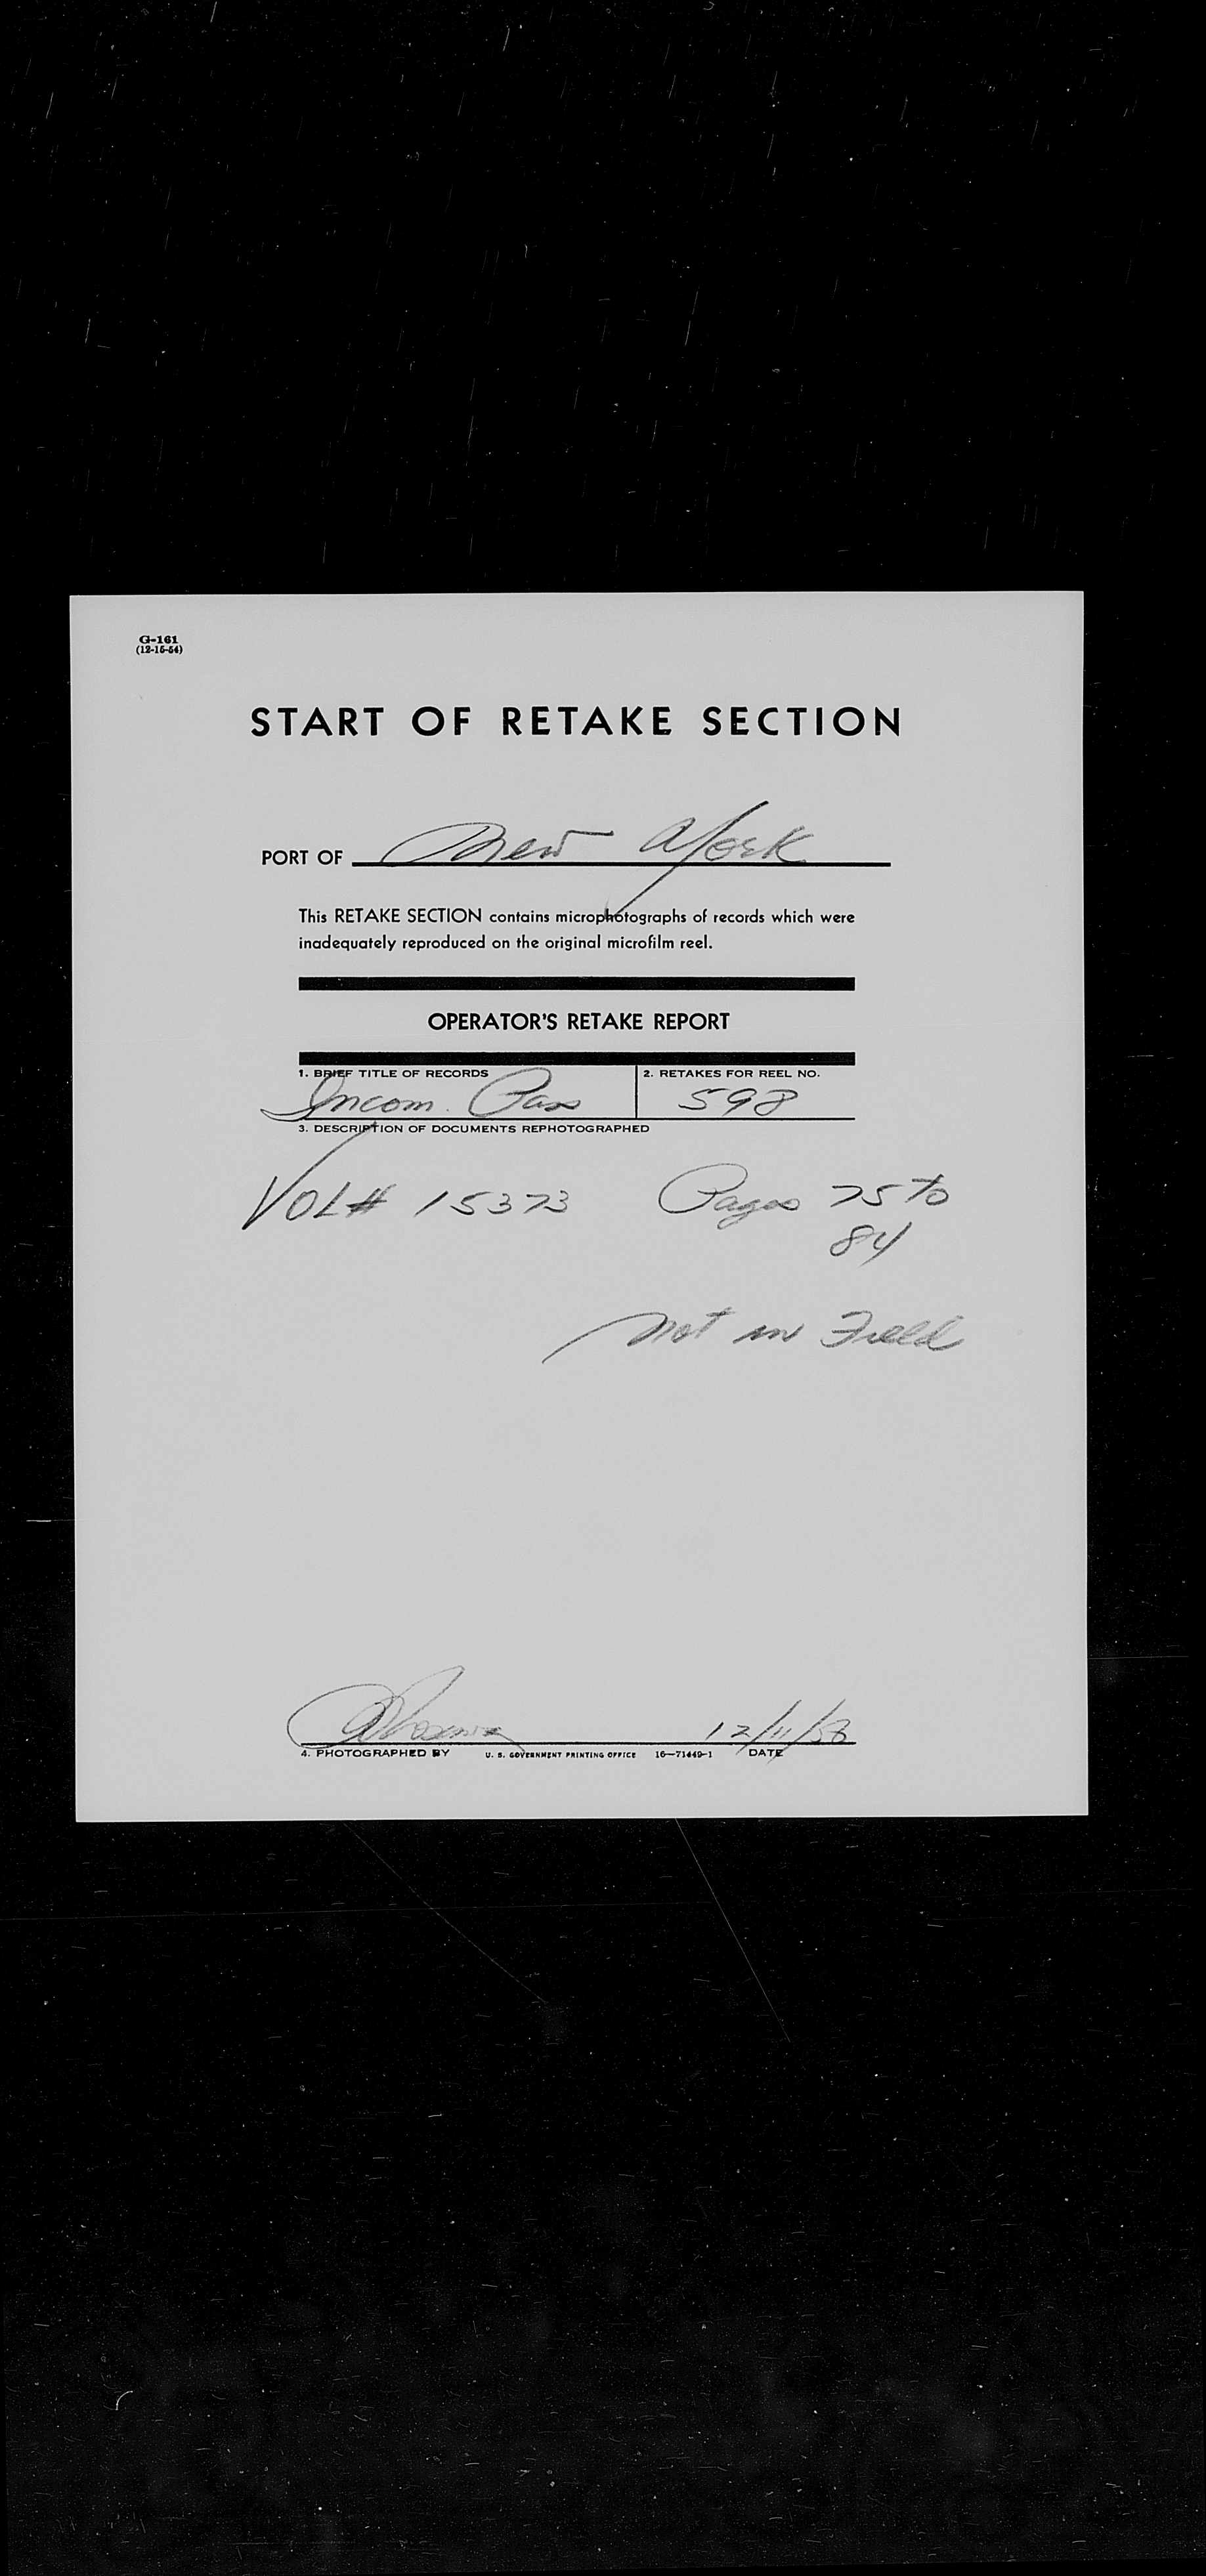 G-161
(12-15-54)
START OF RETAKE SECTION
PORT OF New York
This RETAKE SECTION contains microphotographs of records which were
inadequately reproduced on the original microfilm reel.
OPERATOR'S RETAKE REPORT
1. BRIEF TITLE OF RECORDS 2. RETAKES FOR REEL NO.
Incom. Pass 598
3. DESCRIPTION OF DOCUMENTS REPHOTOGRAPHED
VOL# 15373 Pages 75 to
84
not in Field
12/11/58
4. PHOTOGRAPHED BY U. S. GOVERNMENT PRINTING OFFICE 16—71449-1 DATE